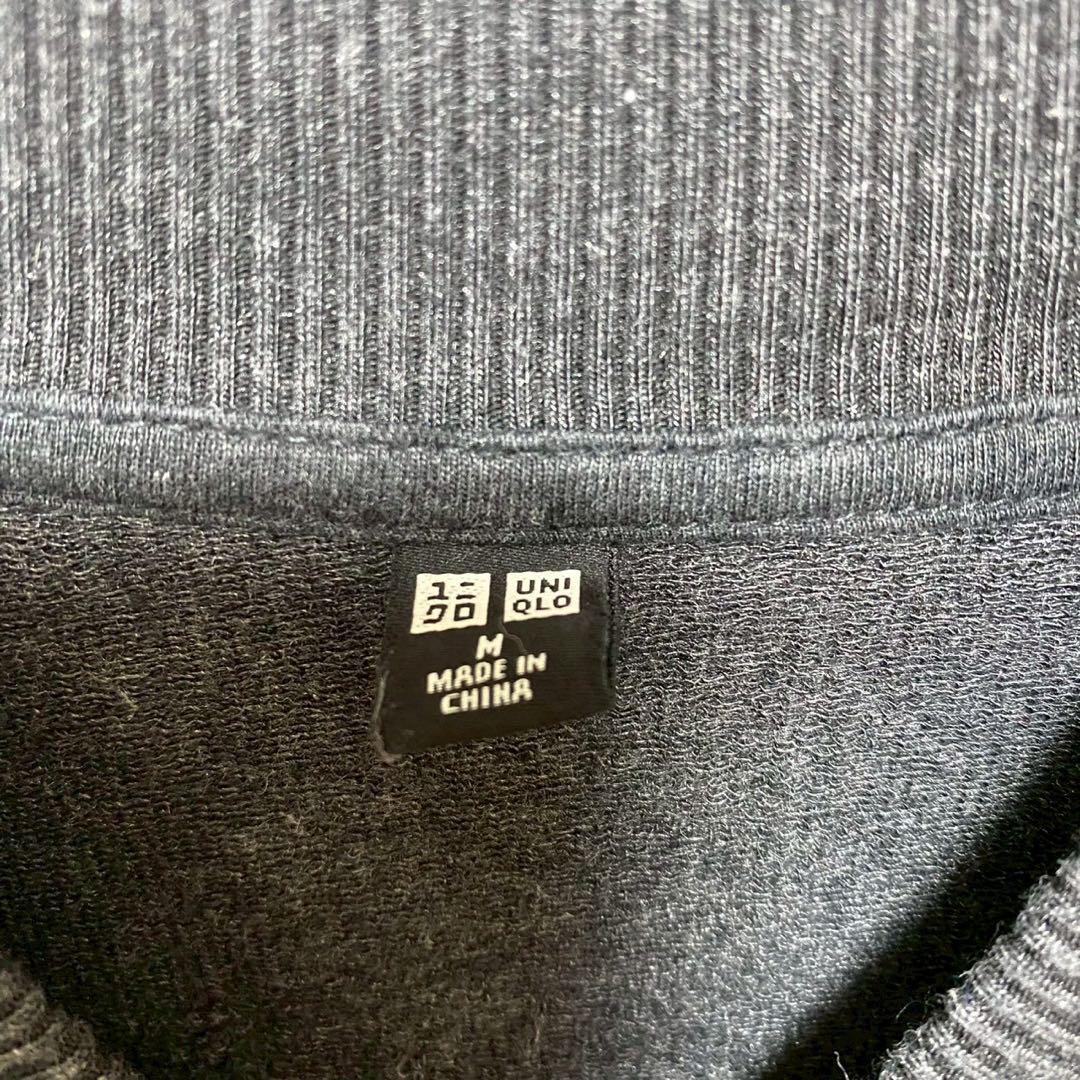 ユニ UNI
クロ QLO
M
MADE IN
CHINA